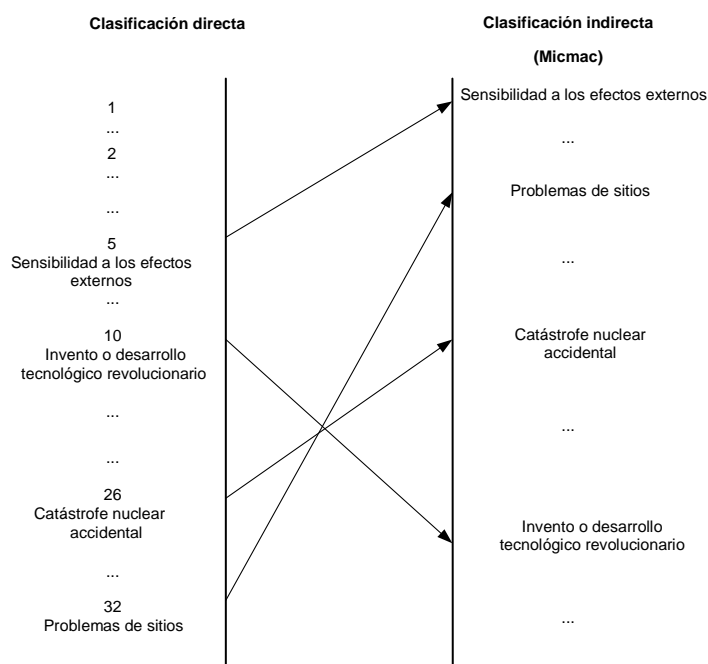 Clasificación directa
1
...
2
...
...
5
Sensibilidad a los efectos
externos
...
10
Invento o desarrollo
tecnológico revolucionario
...
...
26
Catástrofe nuclear
accidental
...
32
Problemas de sitios
Clasificación indirecta
(Micmac)
Sensibilidad a los efectos externos
...
Problemas de sitios
...
Catástrofe nuclear
accidental
...
Invento o desarrollo
tecnológico revolucionario
...